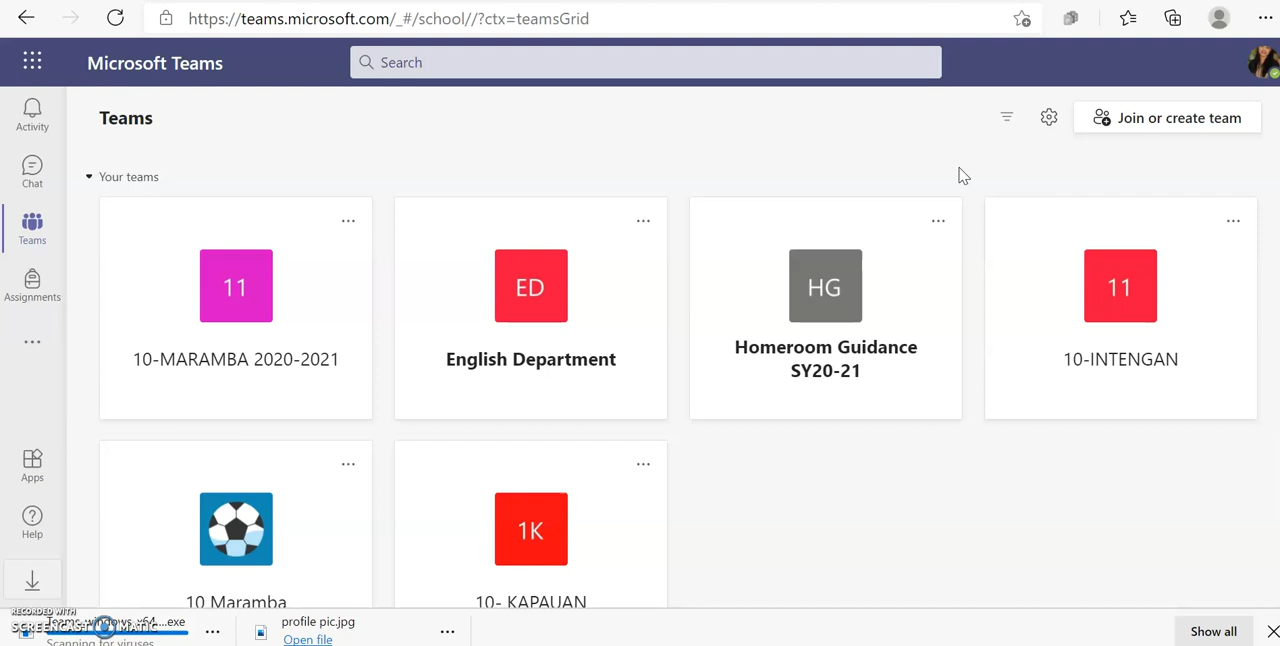 https://teams.microsoft.com/_#/school//?ctx=teamsGrid
Microsoft Teams
Search
Activity
Chat
Teams
Assignments
Apps
Help
Teams
Join or create team
Your teams
11
10-MARAMBA 2020-2021
ED
English Department
HG
Homeroom Guidance
SY20-21
11
10-INTENGAN
10 Maramba
1K
10- KAPAUAN
RECORDED WITH
SCREENCAST MATIC
Teams_windows_x64....exe
Scanning for viruses
profile pic.jpg
Open file
Show all